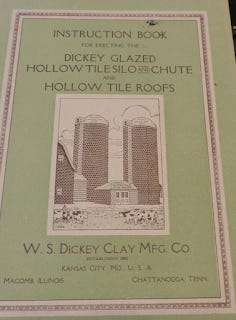 INSTRUCTION BOOK
FOR ERECTING THE
DICKEY GLAZED
HOLLOW TILE SILO AND CHUTE
AND
HOLLOW TILE ROOFS
W. S. DICKEY CLAY MFG. CO.
ESTABLISHED 1885
KANSAS CITY, MO. U. S. A
MACOMB, ILLINOIS CHATTANOOGA, TENN.